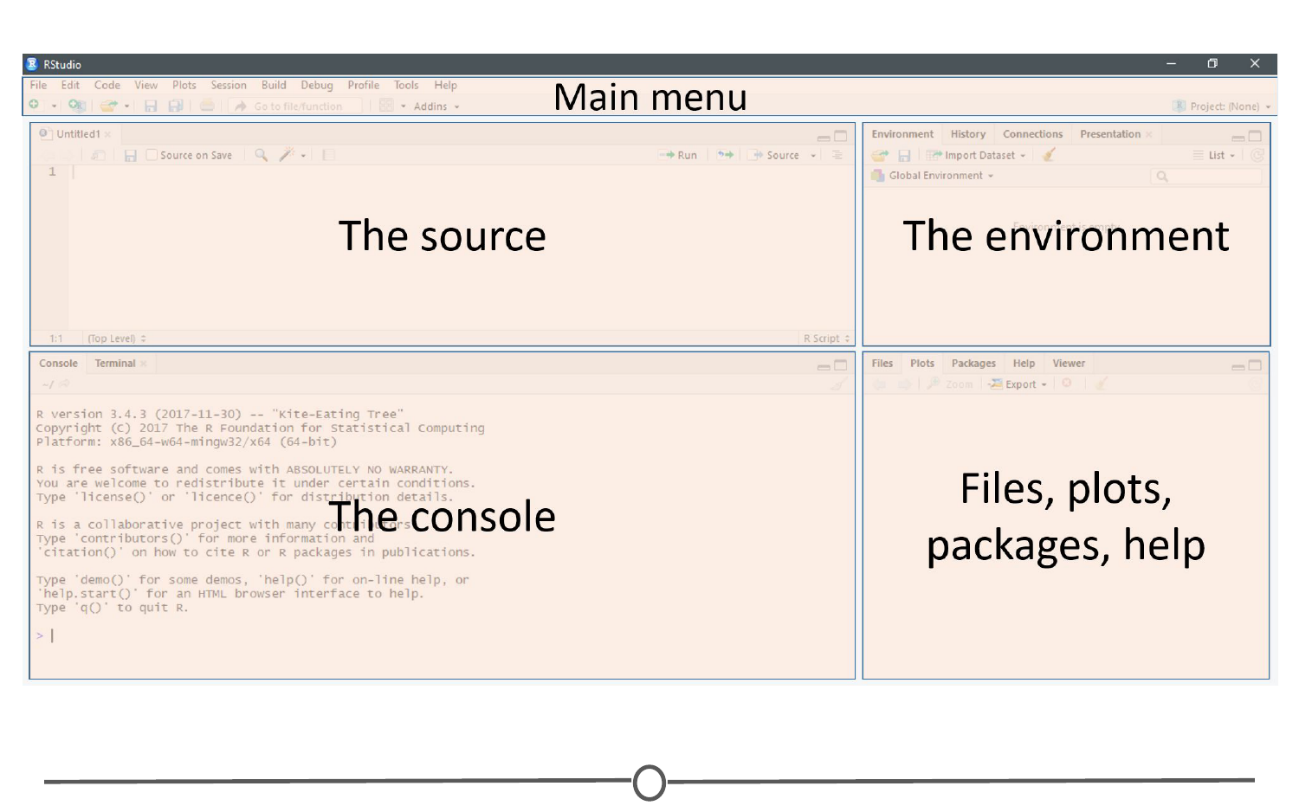 RStudio
File Edit Code View Plots Session Build Debug Profile Tools Help
Main menu
Go to file/function Addins Project: (None)
Untitled1
Source on Save Run Source
1
The source
1:1 (Top Level) R Script
Environment History Connections Presentation
Import Dataset List
Global Environment
The environment
Console Terminal
~/
R version 3.4.3 (2017-11-30) -- "Kite-Eating Tree"
Copyright (C) 2017 The R Foundation for Statistical Computing
Platform: x86_64-w64-mingw32/x64 (64-bit)
R is free software and comes with ABSOLUTELY NO WARRANTY.
You are welcome to redistribute it under certain conditions.
Type 'license()' or 'licence()' for distribution details.
The console
R is a collaborative project with many contributors.
Type 'contributors()' for more information and
'citation()' on how to cite R or R packages in publications.
Type 'demo()' for some demos, 'help()' for on-line help, or
'help.start()' for an HTML browser interface to help.
Type 'q()' to quit R.
>
Files Plots Packages Help Viewer
Zoom Export
Files, plots,
packages, help